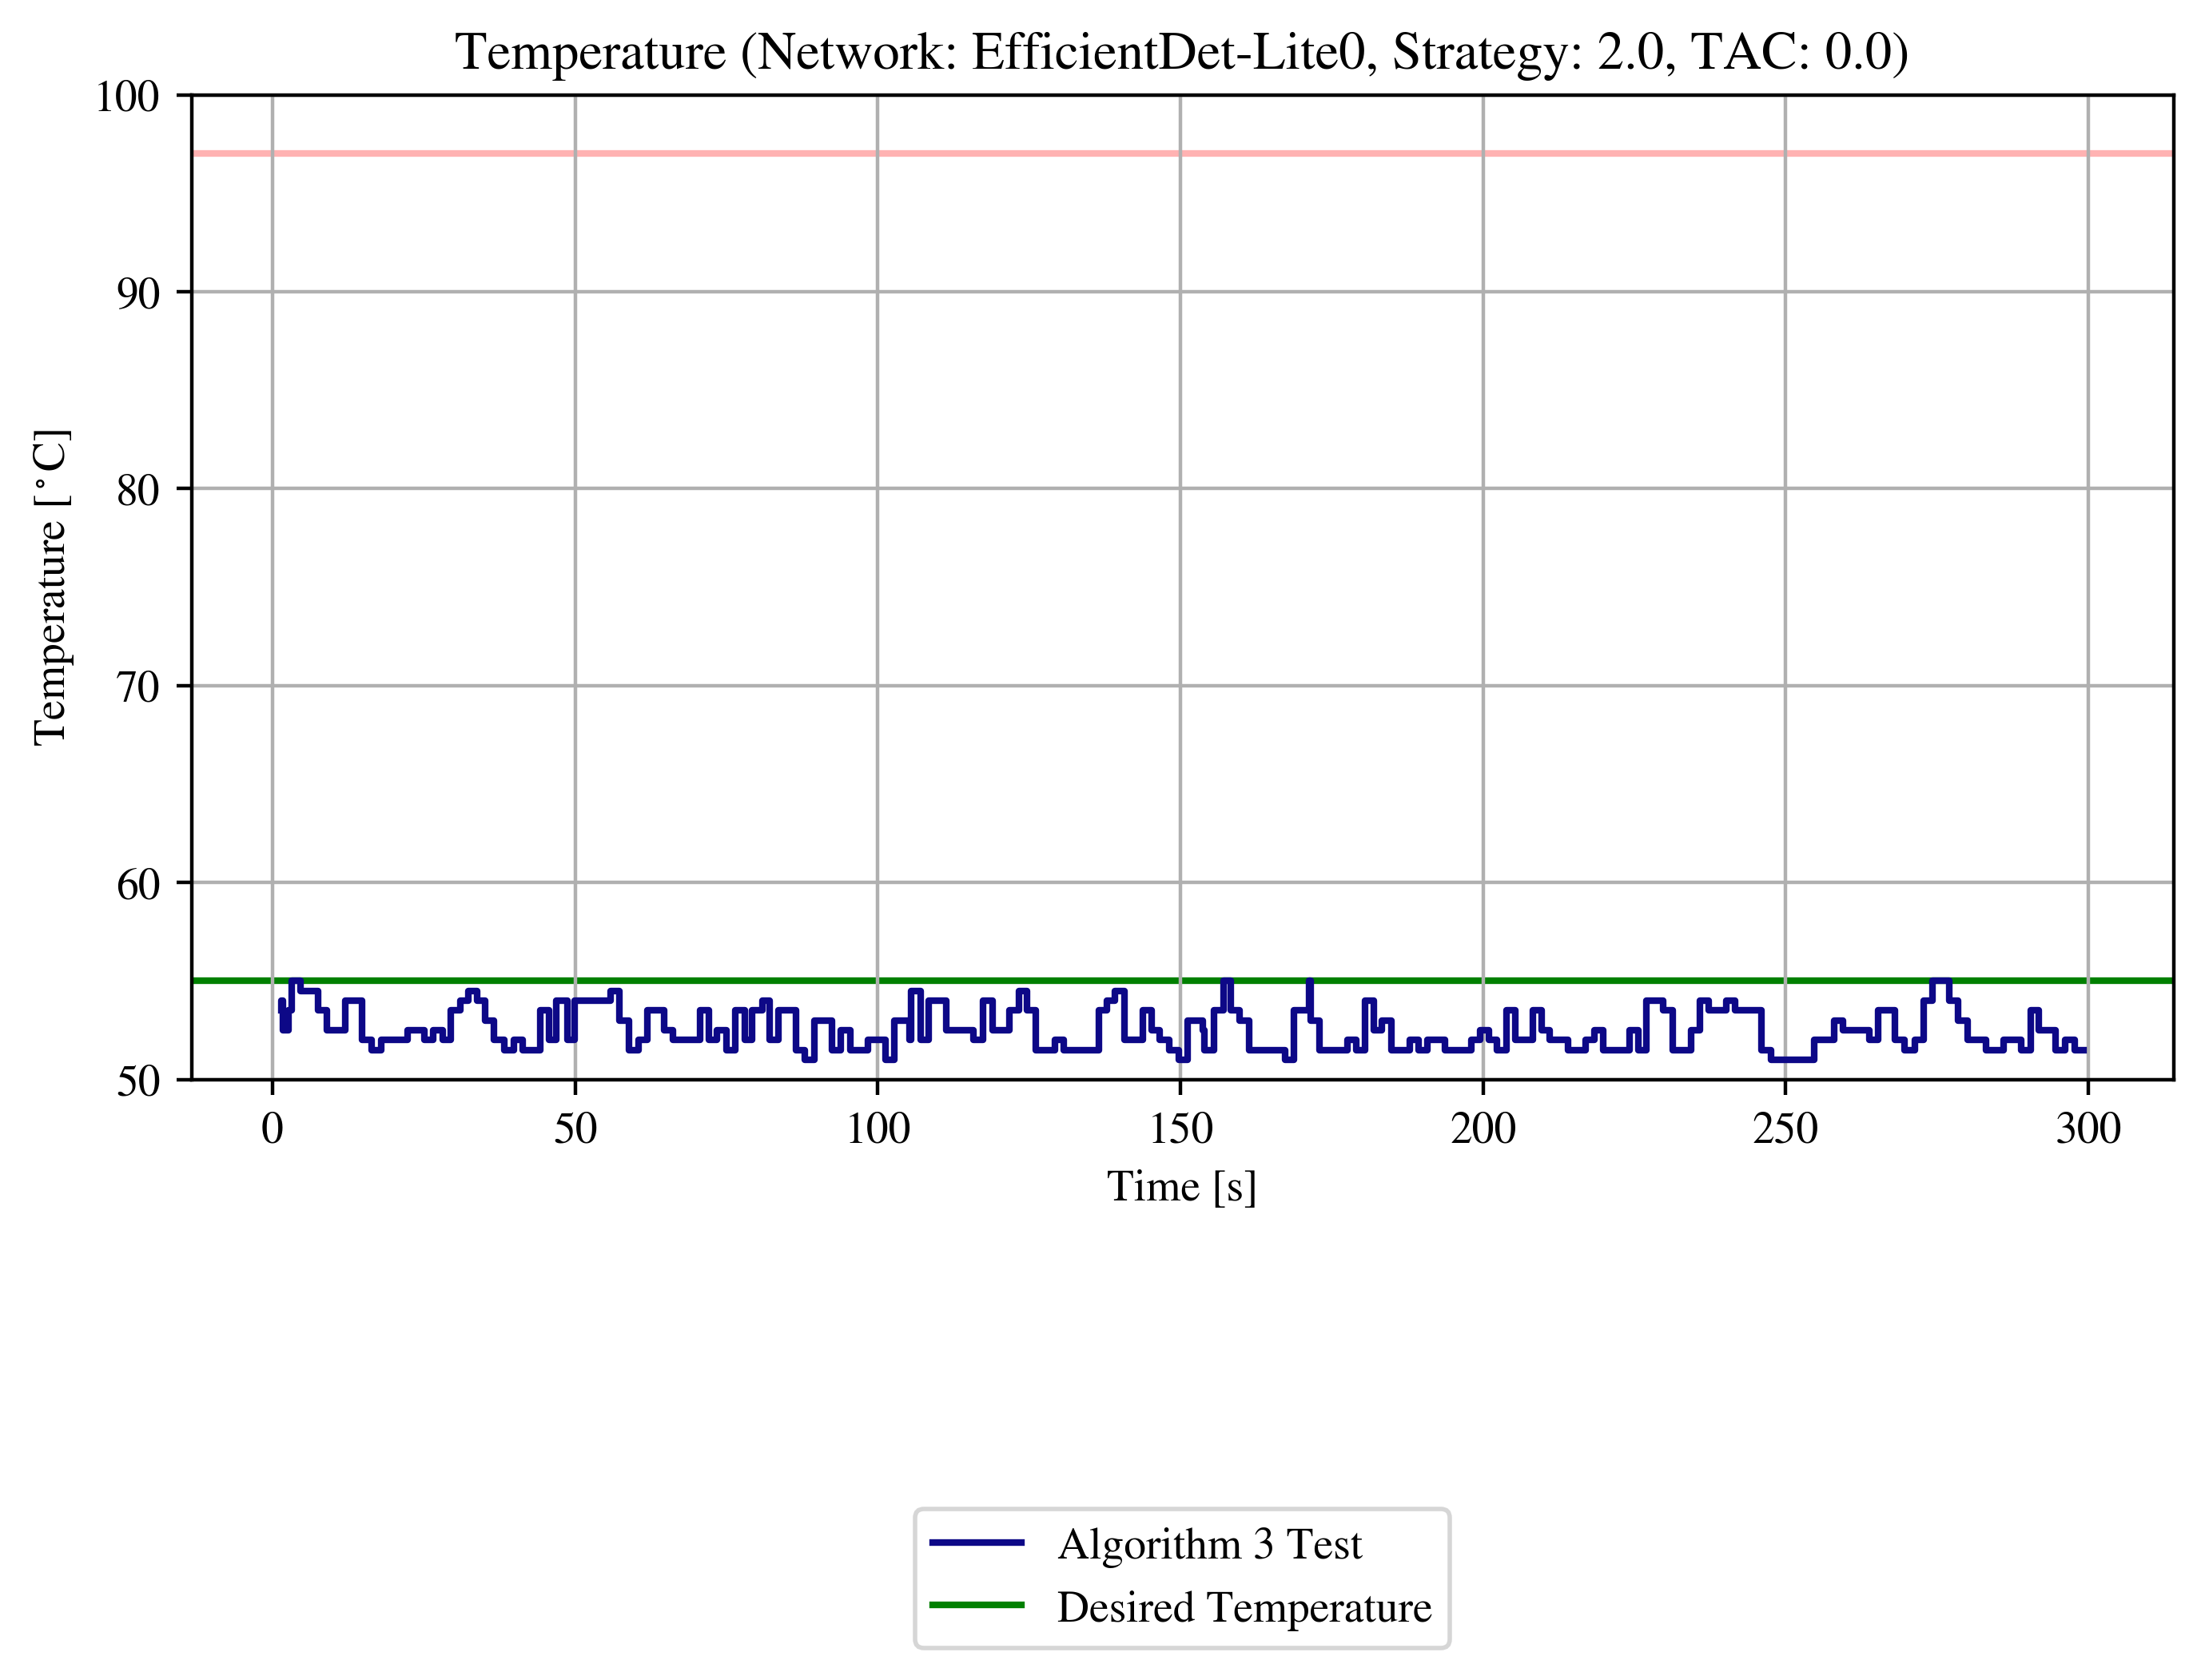 Temperature (Network: EfficientDet-Lite0, Strategy: 2.0, TAC: 0.0)
100
90
80
70
60
50
Temperature [°C]
0 50 100 150 200 250 300
Time [s]
Algorithm 3 Test
Desired Temperature